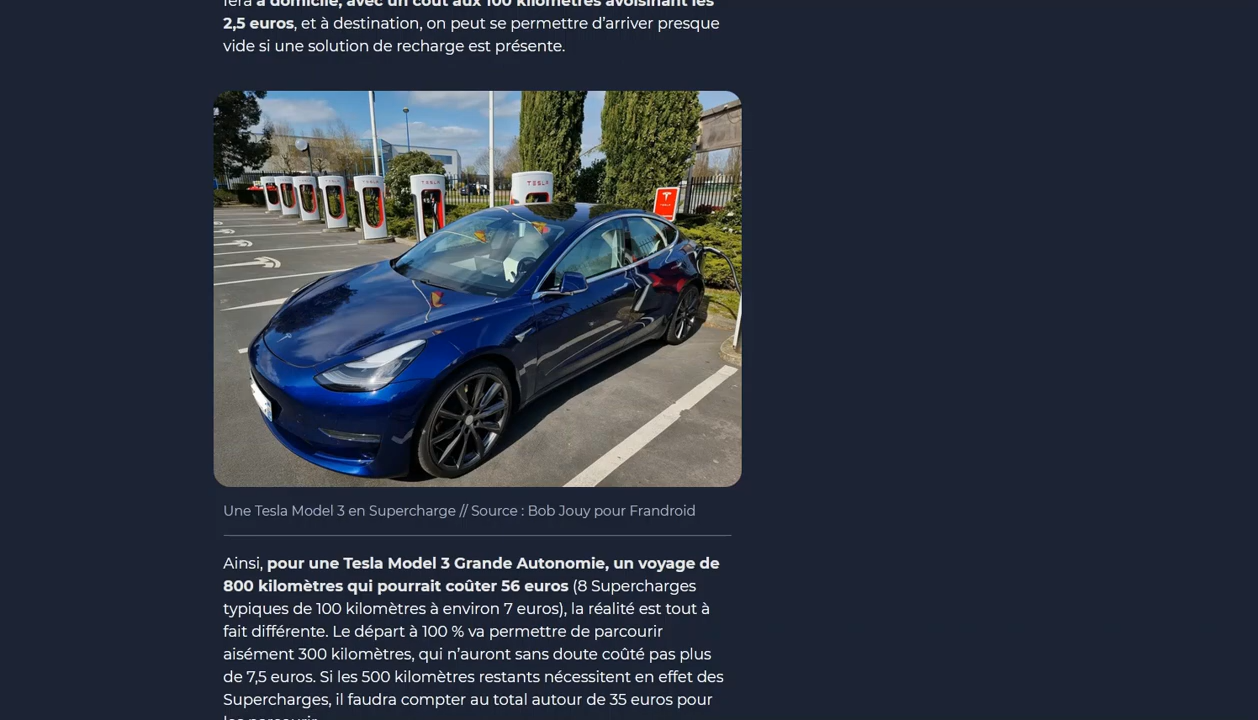 à domicile, avec un coût aux 100 kilomètres avoisinant les
2,5 euros, et à destination, on peut se permettre d’arriver presque
vide si une solution de recharge est présente.
TESLA
TESLA
Une Tesla Model 3 en Supercharge // Source : Bob Jouy pour Frandroid
Ainsi, pour une Tesla Model 3 Grande Autonomie, un voyage de
800 kilomètres qui pourrait coûter 56 euros (8 Supercharges
typiques de 100 kilomètres à environ 7 euros), la réalité est tout à
fait différente. Le départ à 100 % va permettre de parcourir
aisément 300 kilomètres, qui n’auront sans doute coûté pas plus
de 7,5 euros. Si les 500 kilomètres restants nécessitent en effet des
Supercharges, il faudra compter au total autour de 35 euros pour